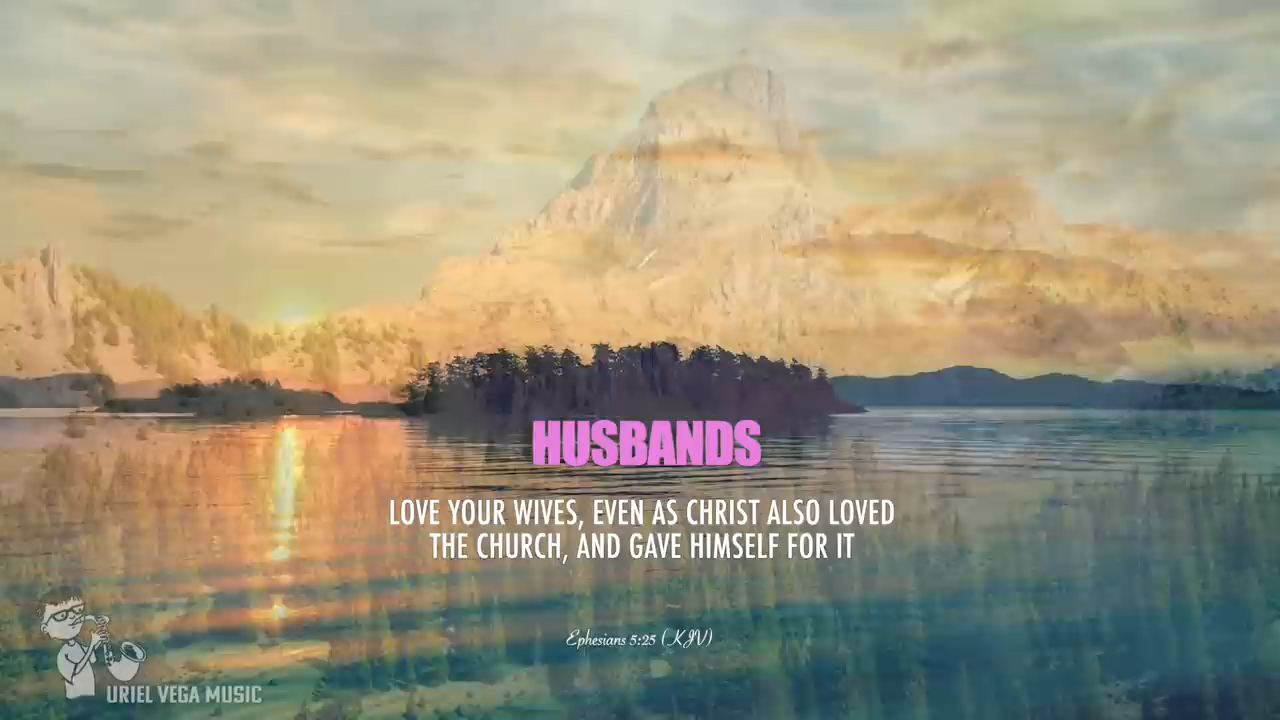 HUSBANDS
LOVE YOUR WIVES, EVEN AS CHRIST ALSO LOVED
THE CHURCH, AND GAVE HIMSELF FOR IT
Ephesians 5:25 (KJV)
URIEL VEGA MUSIC